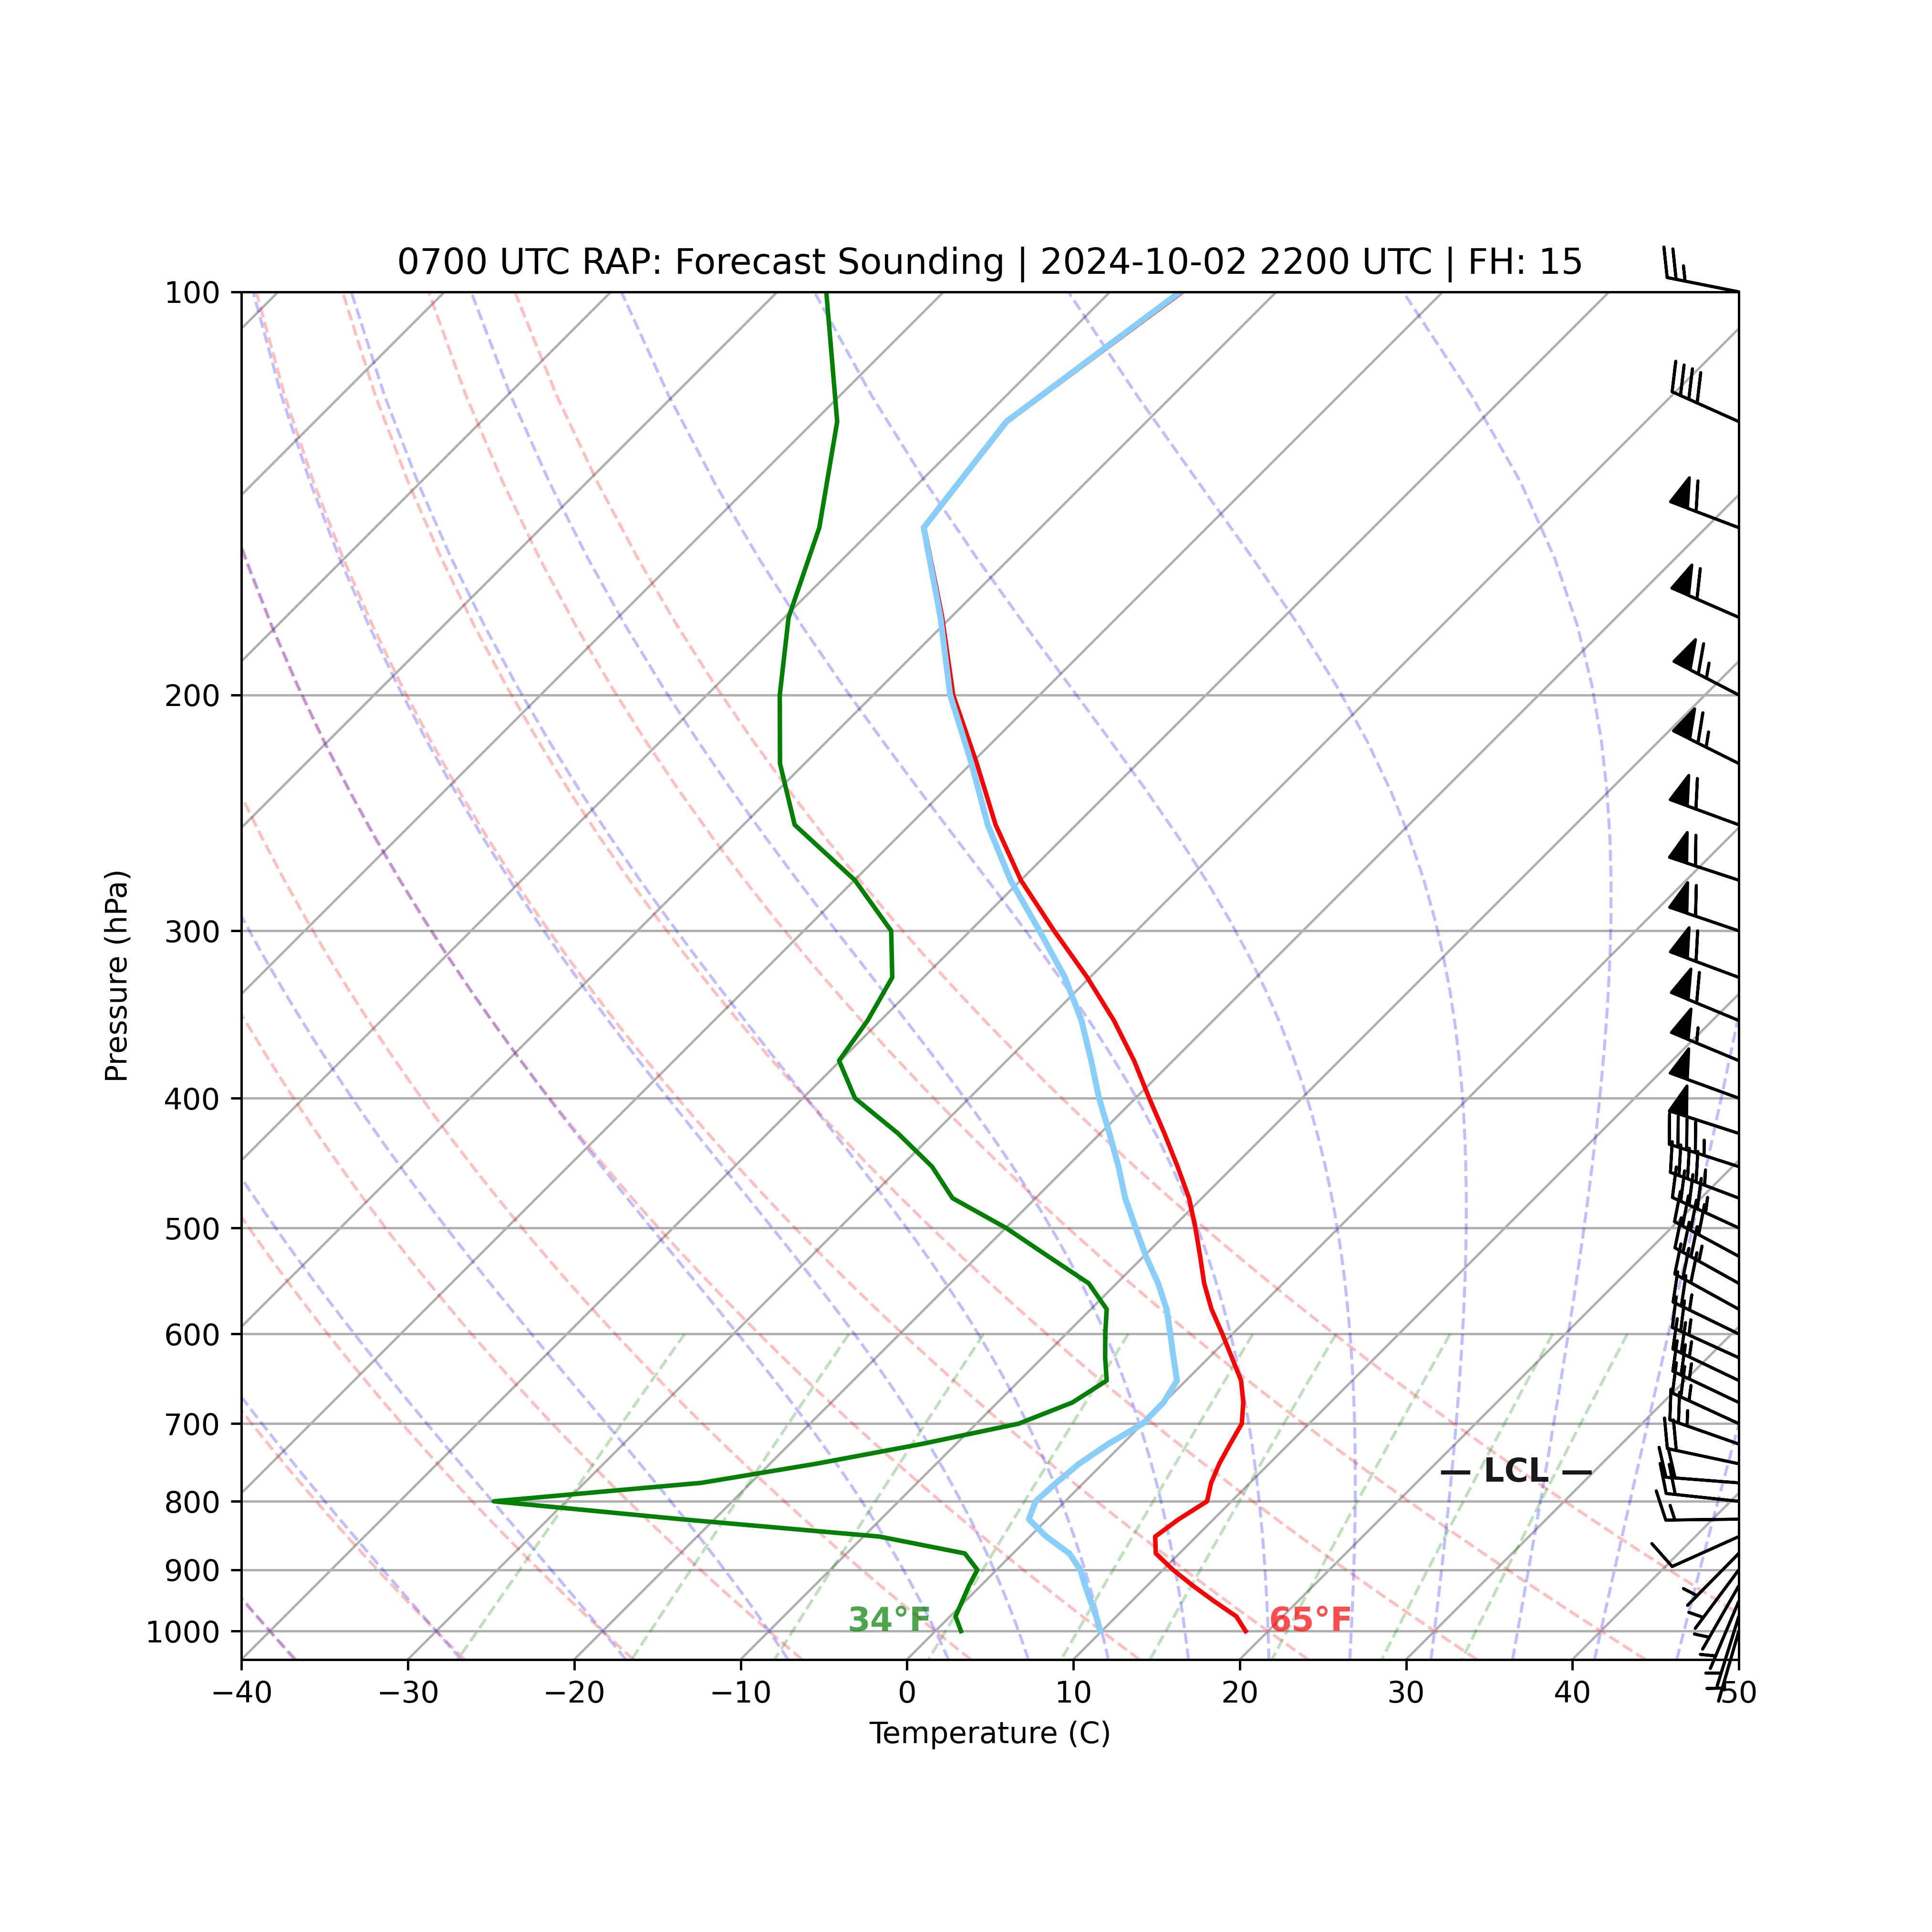 0700 UTC RAP: Forecast Sounding | 2024-10-02 2200 UTC | FH: 15
100
200
300
400
500
600
700
800
900
1000
Pressure (hPa)
— LCL —
34°F
65°F
−40 −30 −20 −10 0 10 20 30 40 50
Temperature (C)